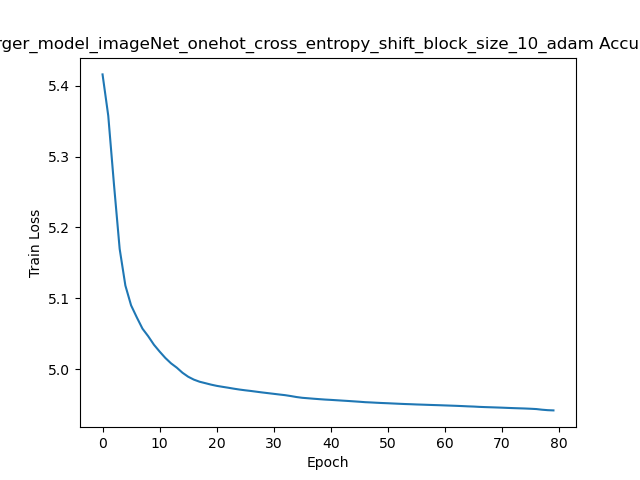 rger_model_imageNet_onehot_cross_entropy_shift_block_size_10_adam Accu
5.4
5.3
5.2
5.1
5.0
Train Loss
0 10 20 30 40 50 60 70 80
Epoch